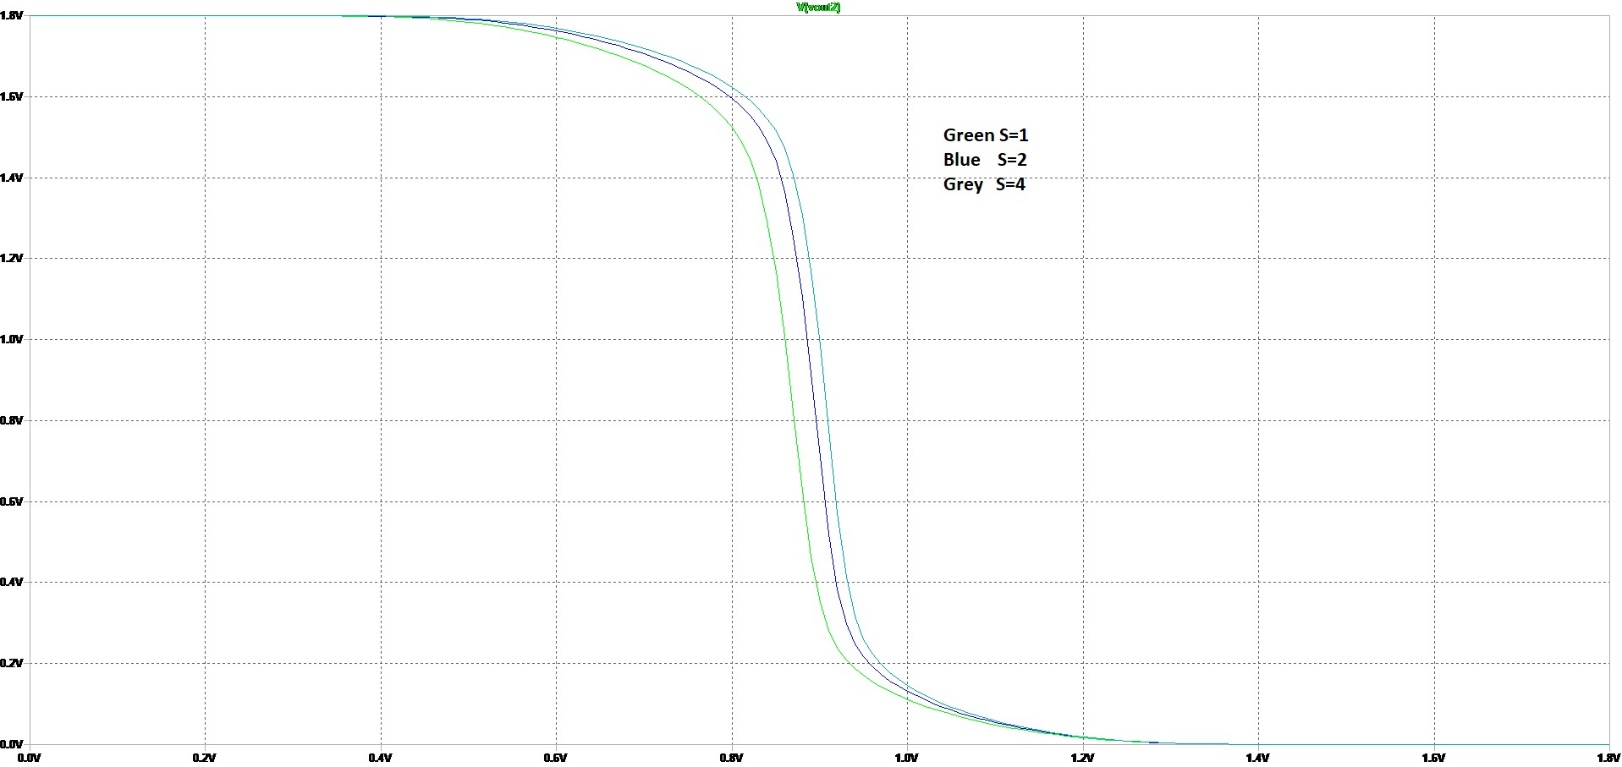 V(vout2)
1.8V
1.6V
1.4V
1.2V
1.0V
0.8V
0.6V
0.4V
0.2V
0.0V
Green S=1
Blue S=2
Grey S=4
0.0V 0.2V 0.4V 0.6V 0.8V 1.0V 1.2V 1.4V 1.6V 1.8V